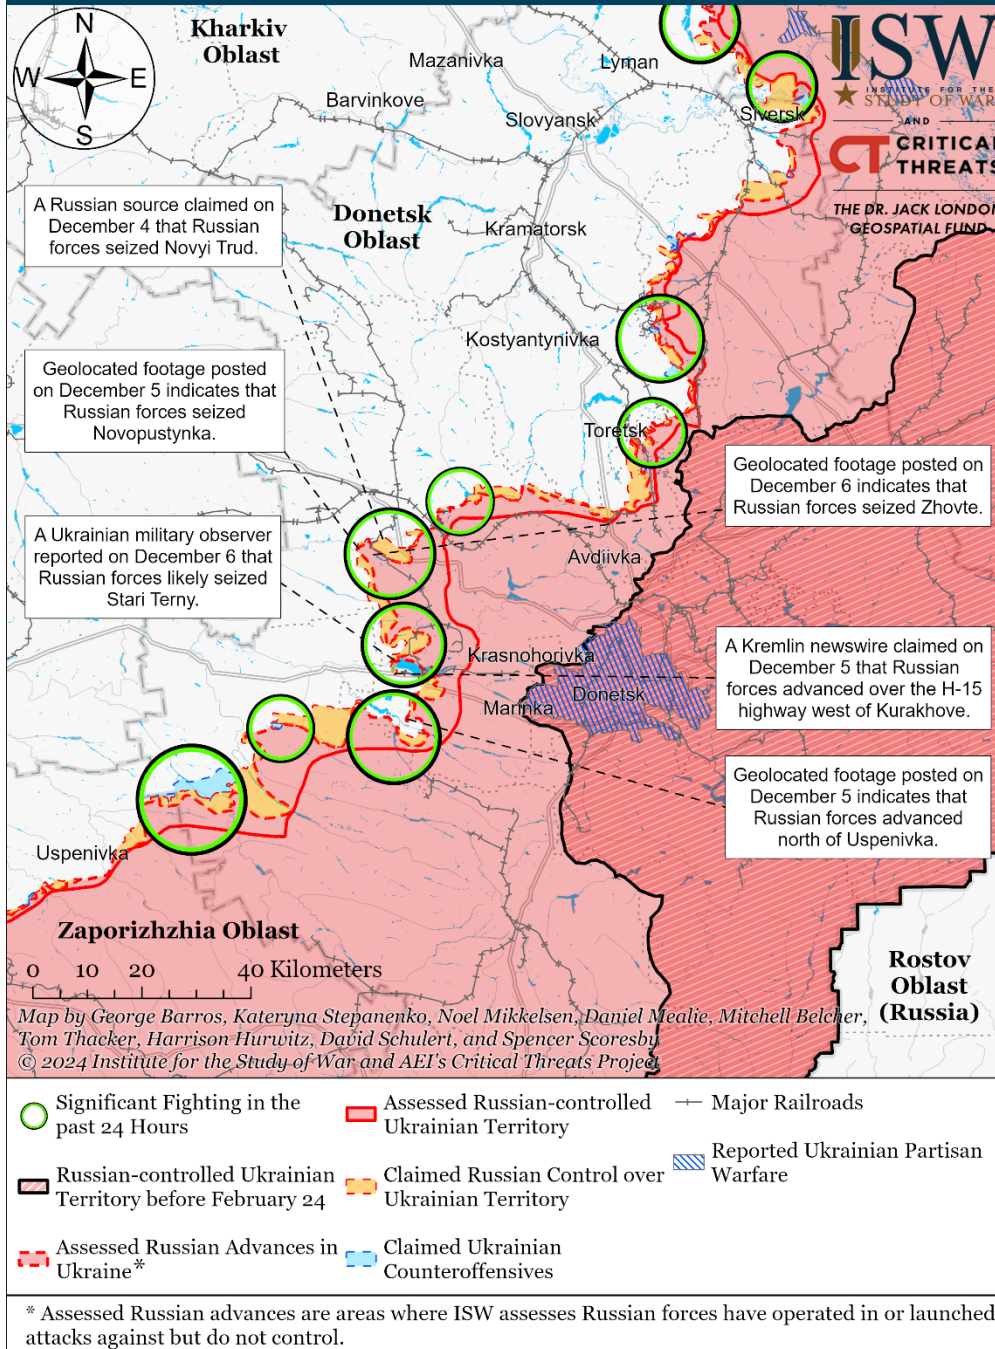 N
W
E
S
Kharkiv
Oblast
Mazanivka
Lyman
Barvinkove
Slovyansk
Siversk
ISW
INSTITUTE FOR THE
STUDY OF WAR
AND
CT CRITICAL
THREATS
THE DR. JACK LONDON
GEOSPATIAL FUND
A Russian source claimed on
December 4 that Russian
forces seized Novyi Trud.
Donetsk
Oblast
Kramatorsk
Kostyantynivka
Geolocated footage posted
on December 5 indicates that
Russian forces seized
Novopustynka.
Toretsk
Geolocated footage posted on
December 6 indicates that
Russian forces seized Zhovte.
A Ukrainian military observer
reported on December 6 that
Russian forces likely seized
Stari Terny.
Avdiivka
Krasnohorivka
Marinka
Donetsk
A Kremlin newswire claimed on
December 5 that Russian
forces advanced over the H-15
highway west of Kurakhove.
Geolocated footage posted on
December 5 indicates that
Russian forces advanced
north of Uspenivka.
Uspenivka
Zaporizhzhia Oblast
Rostov
Oblast
(Russia)
0 10 20 40 Kilometers
Map by George Barros, Kateryna Stepanenko, Noel Mikkelsen, Daniel Mealie, Mitchell Belcher,
Tom Thacker, Harrison Hurwitz, David Schulert, and Spencer Scoresby
© 2024 Institute for the Study of War and AEI's Critical Threats Project
Significant Fighting in the
past 24 Hours
Russian-controlled Ukrainian
Territory before February 24
Assessed Russian Advances in
Ukraine*
Assessed Russian-controlled
Ukrainian Territory
Claimed Russian Control over
Ukrainian Territory
Claimed Ukrainian
Counteroffensives
Major Railroads
Reported Ukrainian Partisan
Warfare
* Assessed Russian advances are areas where ISW assesses Russian forces have operated in or launched
attacks against but do not control.